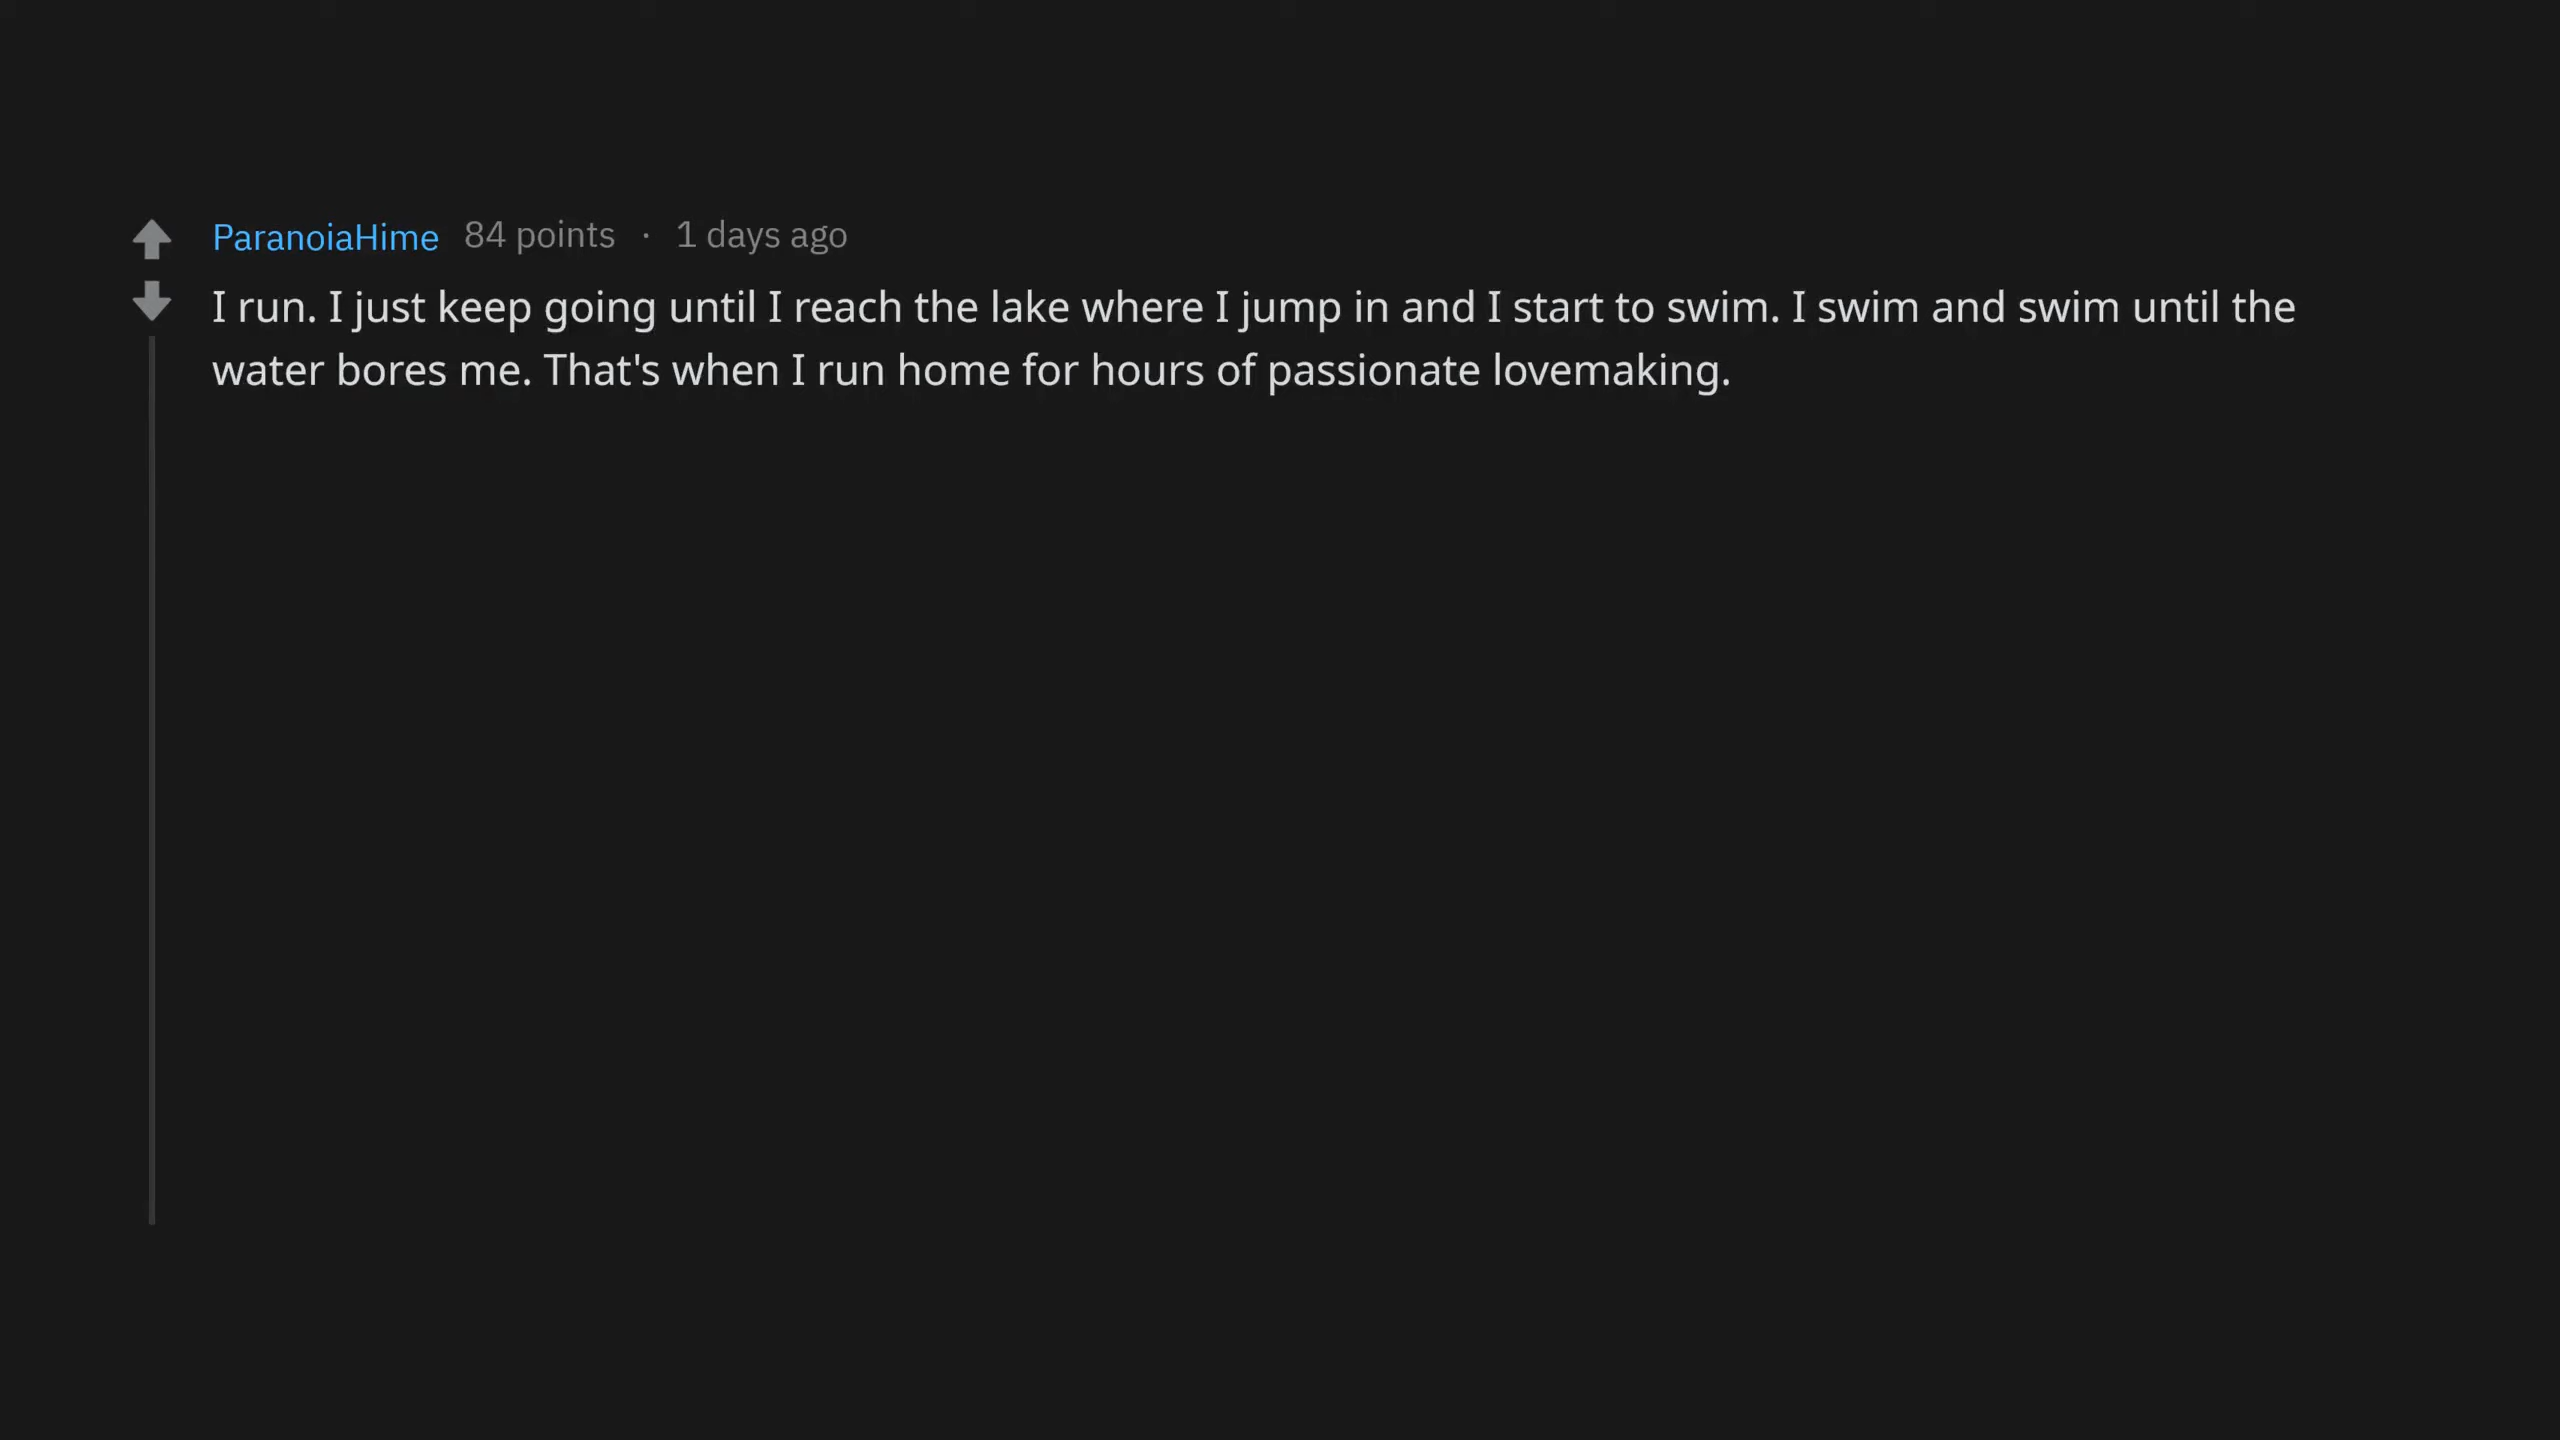 ParanoiaHime 84 points · 1 days ago
I run. I just keep going until I reach the lake where I jump in and I start to swim. I swim and swim until the
water bores me. That's when I run home for hours of passionate lovemaking.